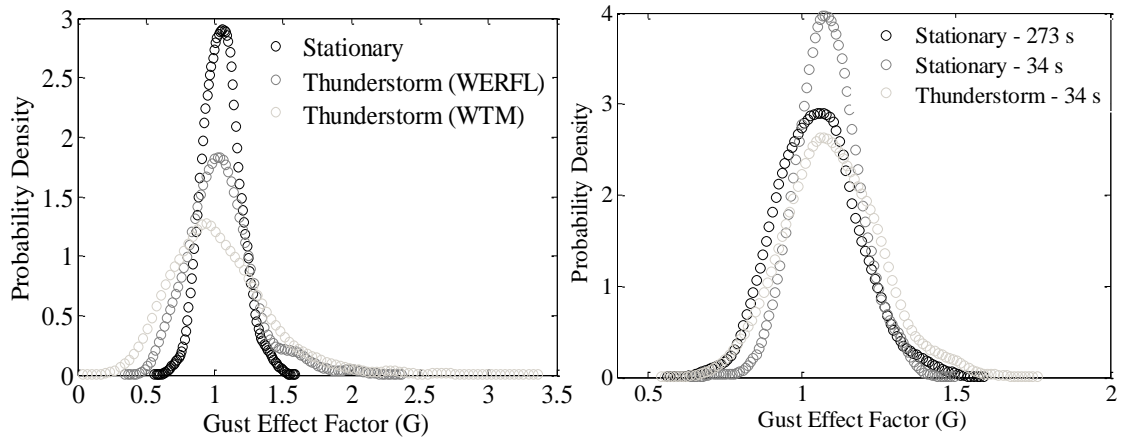 3
2.5
2
1.5
1
0.5
0
0 0.5 1 1.5 2 2.5 3 3.5
Probability Density
Gust Effect Factor (G)
Stationary
Thunderstorm (WERFL)
Thunderstorm (WTM)
4
3
2
1
0
0.5 1 2
Probability Density
Gust Effect Factor (G)
Stationary - 273 s
Stationary - 34 s
Thunderstorm - 34 s